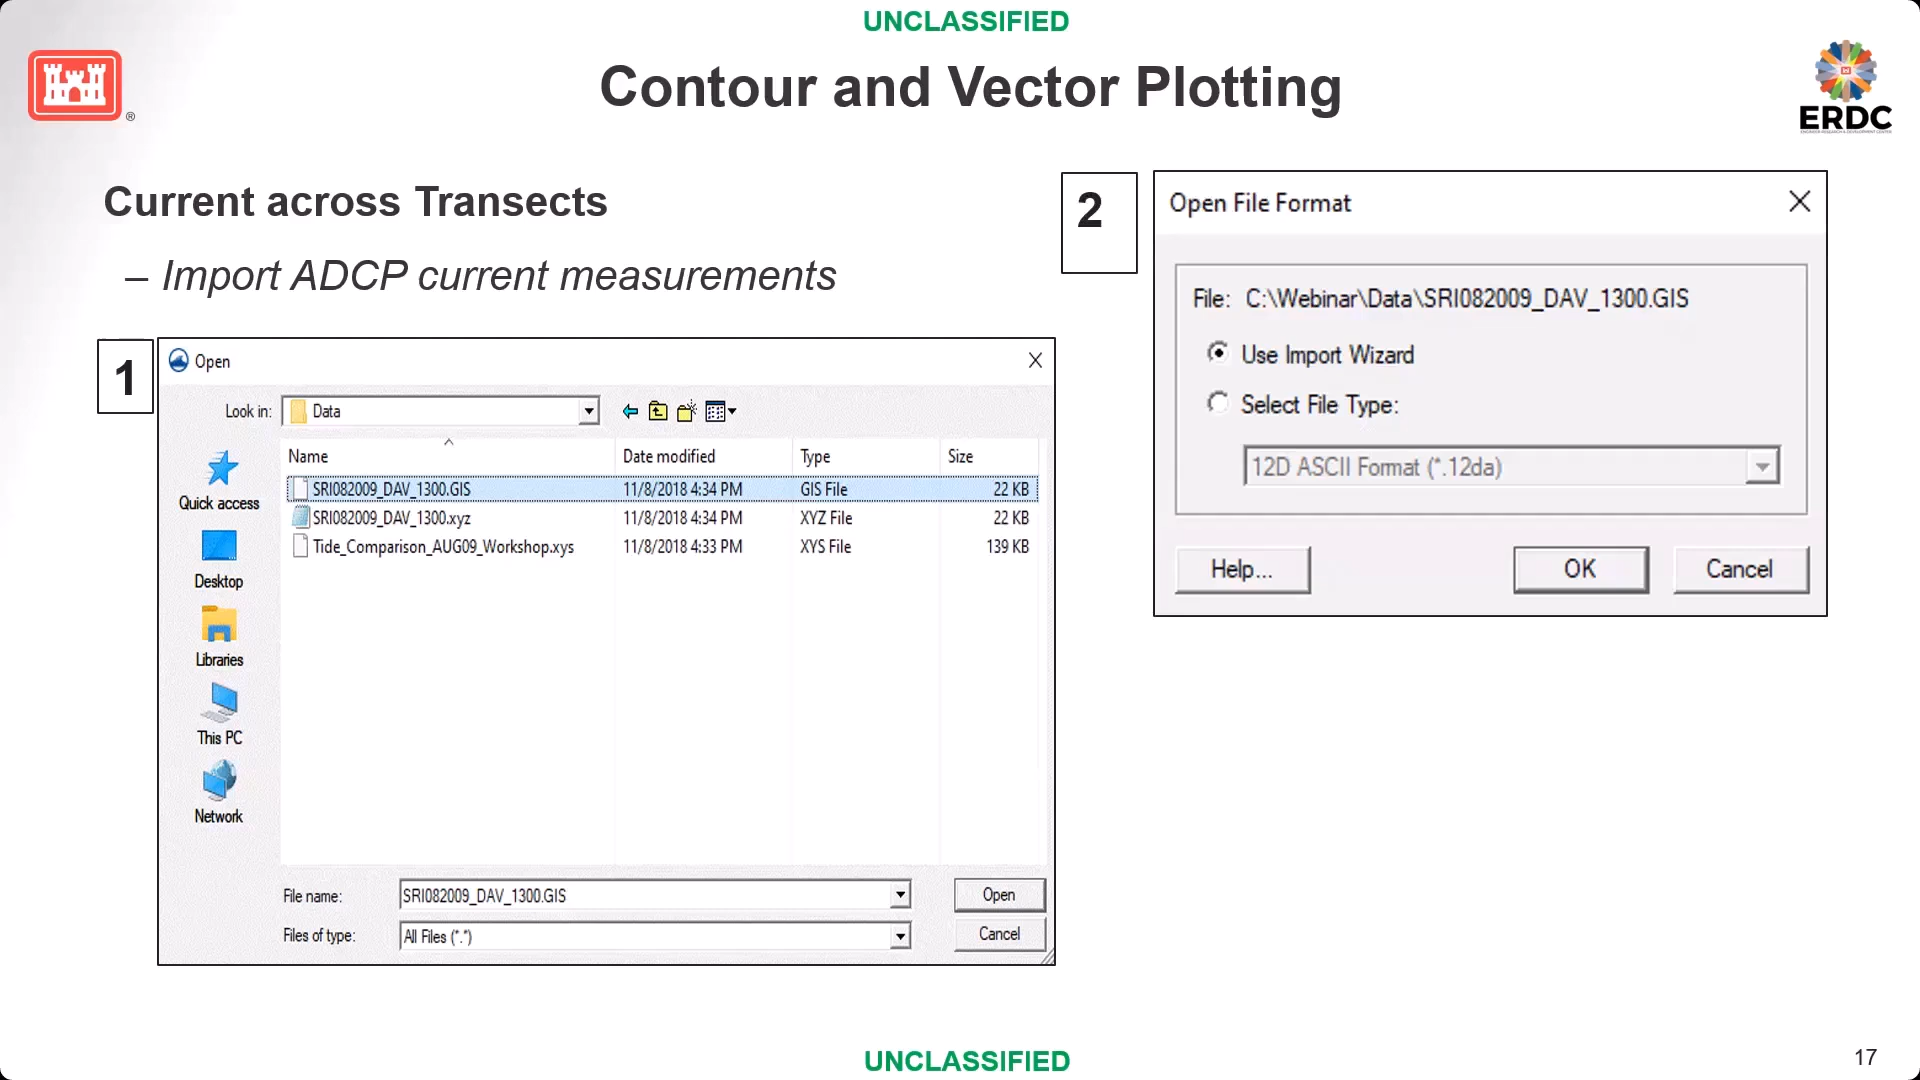 UNCLASSIFIED
Contour and Vector Plotting
®
ERDC
Current across Transects
– Import ADCP current measurements
1
Open
Look in: Data
Name Date modified Type Size
SRI082009_DAV_1300.GIS 11/8/2018 4:34 PM GIS File 22 KB
SRI082009_DAV_1300.xyz 11/8/2018 4:34 PM XYZ File 22 KB
Tide_Comparison_AUG09_Workshop.xys 11/8/2018 4:33 PM XYS File 139 KB
Quick access
Desktop
Libraries
This PC
Network
File name: SRI082009_DAV_1300.GIS Open
Files of type: All Files (*.*) Cancel
2
Open File Format
File: C:\Webinar\Data\SRI082009_DAV_1300.GIS
Use Import Wizard
Select File Type:
12D ASCII Format (*.12da)
Help... OK Cancel
UNCLASSIFIED
17